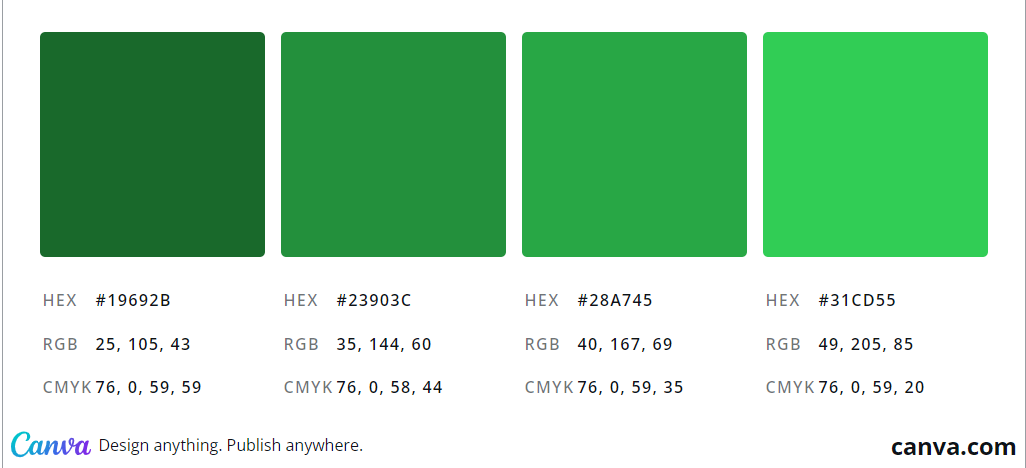 HEX #19692B HEX #23903C HEX #28A745 HEX #31CD55
RGB 25, 105, 43 RGB 35, 144, 60 RGB 40, 167, 69 RGB 49, 205, 85
CMYK 76, 0, 59, 59 CMYK 76, 0, 58, 44 CMYK 76, 0, 59, 35 CMYK 76, 0, 59, 20
Canva Design anything. Publish anywhere. canva.com